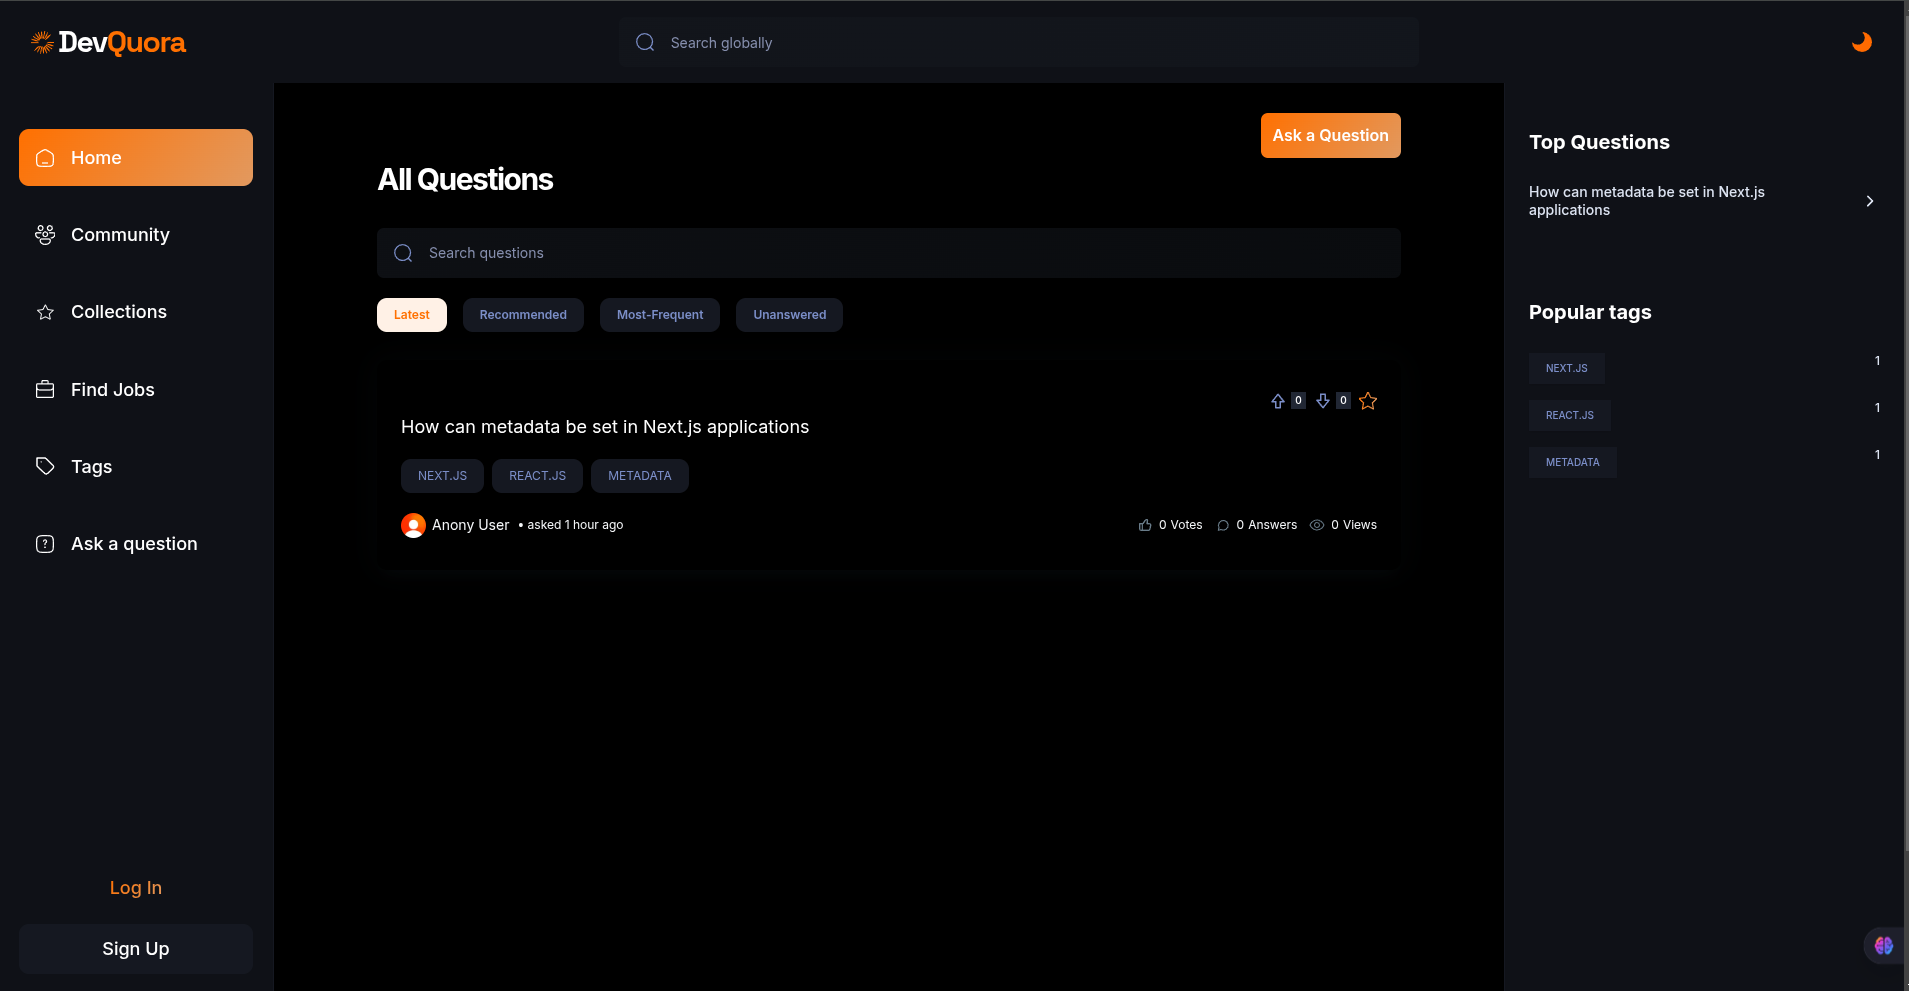 DevQuora
Search globally
Home
Community
Collections
Find Jobs
Tags
Ask a question
Log In
Sign Up
Ask a Question
All Questions
Search questions
Latest
Recommended
Most-Frequent
Unanswered
0
0
How can metadata be set in Next.js applications
NEXT.JS
REACT.JS
METADATA
Anony User • asked 1 hour ago
0 Votes
0 Answers
0 Views
Top Questions
How can metadata be set in Next.js
applications
Popular tags
NEXT.JS 1
REACT.JS 1
METADATA 1